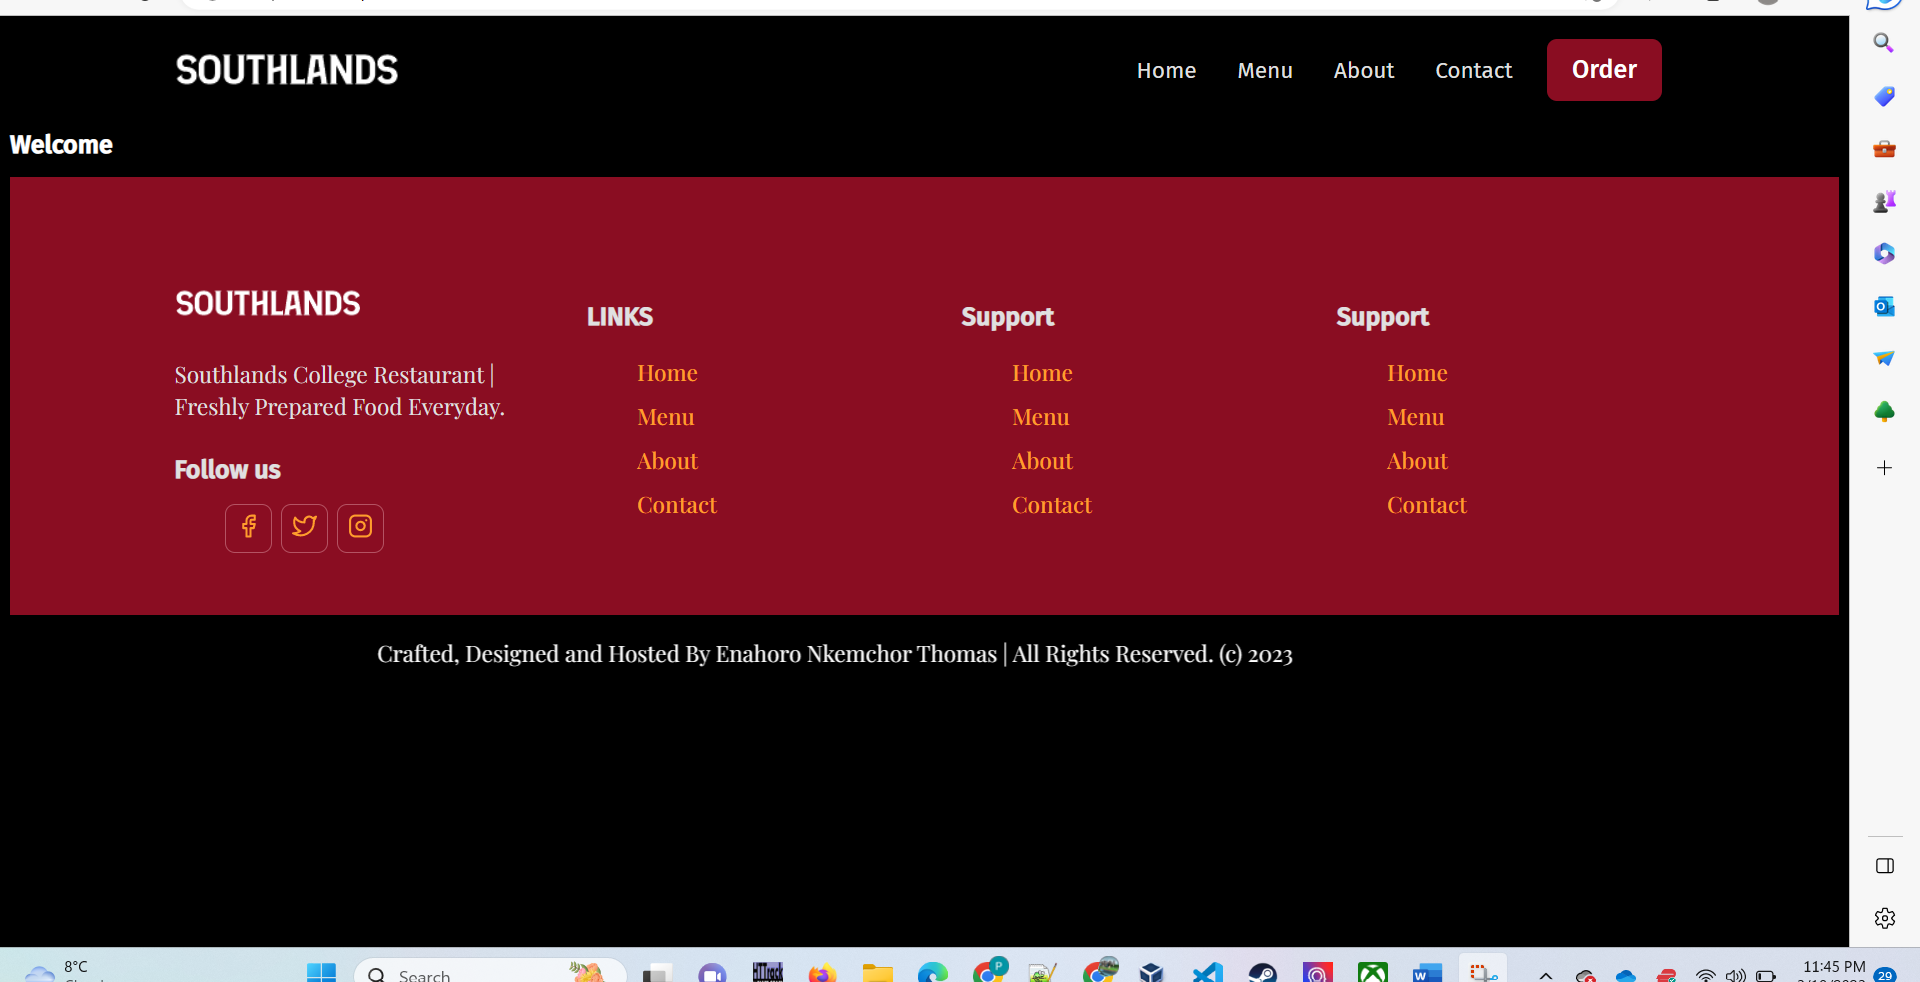 SOUTHLANDS
Home Menu About Contact Order
Welcome
SOUTHLANDS
Southlands College Restaurant |
Freshly Prepared Food Everyday.
Follow us
LINKS
Home
Menu
About
Contact
Support
Home
Menu
About
Contact
Support
Home
Menu
About
Contact
Crafted, Designed and Hosted By Enahoro Nkemchor Thomas | All Rights Reserved. (c) 2023
8°C
Search
P
HTTrack
11:45 PM
29